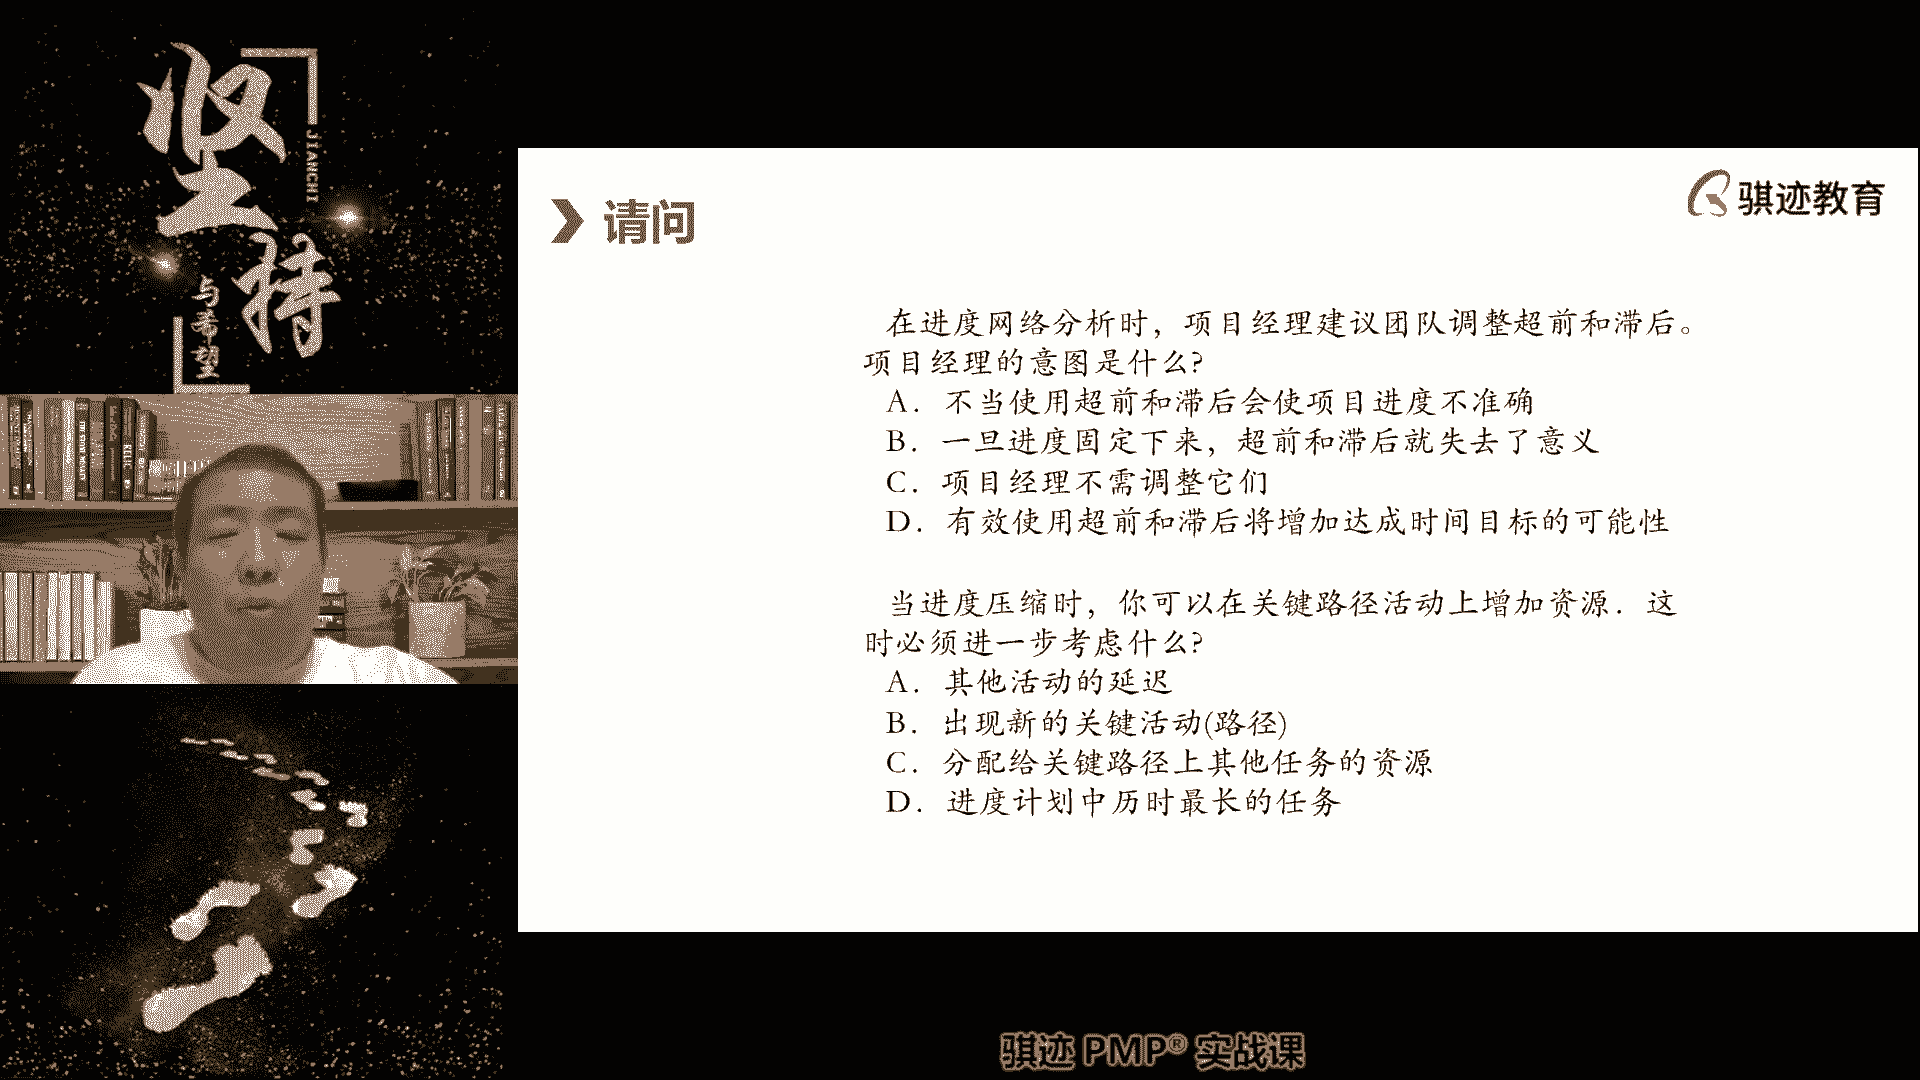 坚持
JIANCHI
与希望
请问
骐迹教育
在进度网络分析时，项目经理建议团队调整超前和滞后。
项目经理的意图是什么？
A．不当使用超前和滞后会使项目进度不准确
B．一旦进度固定下来，超前和滞后就失去了意义
C．项目经理不需调整它们
D．有效使用超前和滞后将增加达成时间目标的可能性
当进度压缩时，你可以在关键路径活动上增加资源．这
时必须进一步考虑什么？
A．其他活动的延迟
B．出现新的关键活动(路径)
C．分配给关键路径上其他任务的资源
D．进度计划中历时最长的任务
骐迹 PMP® 实战课